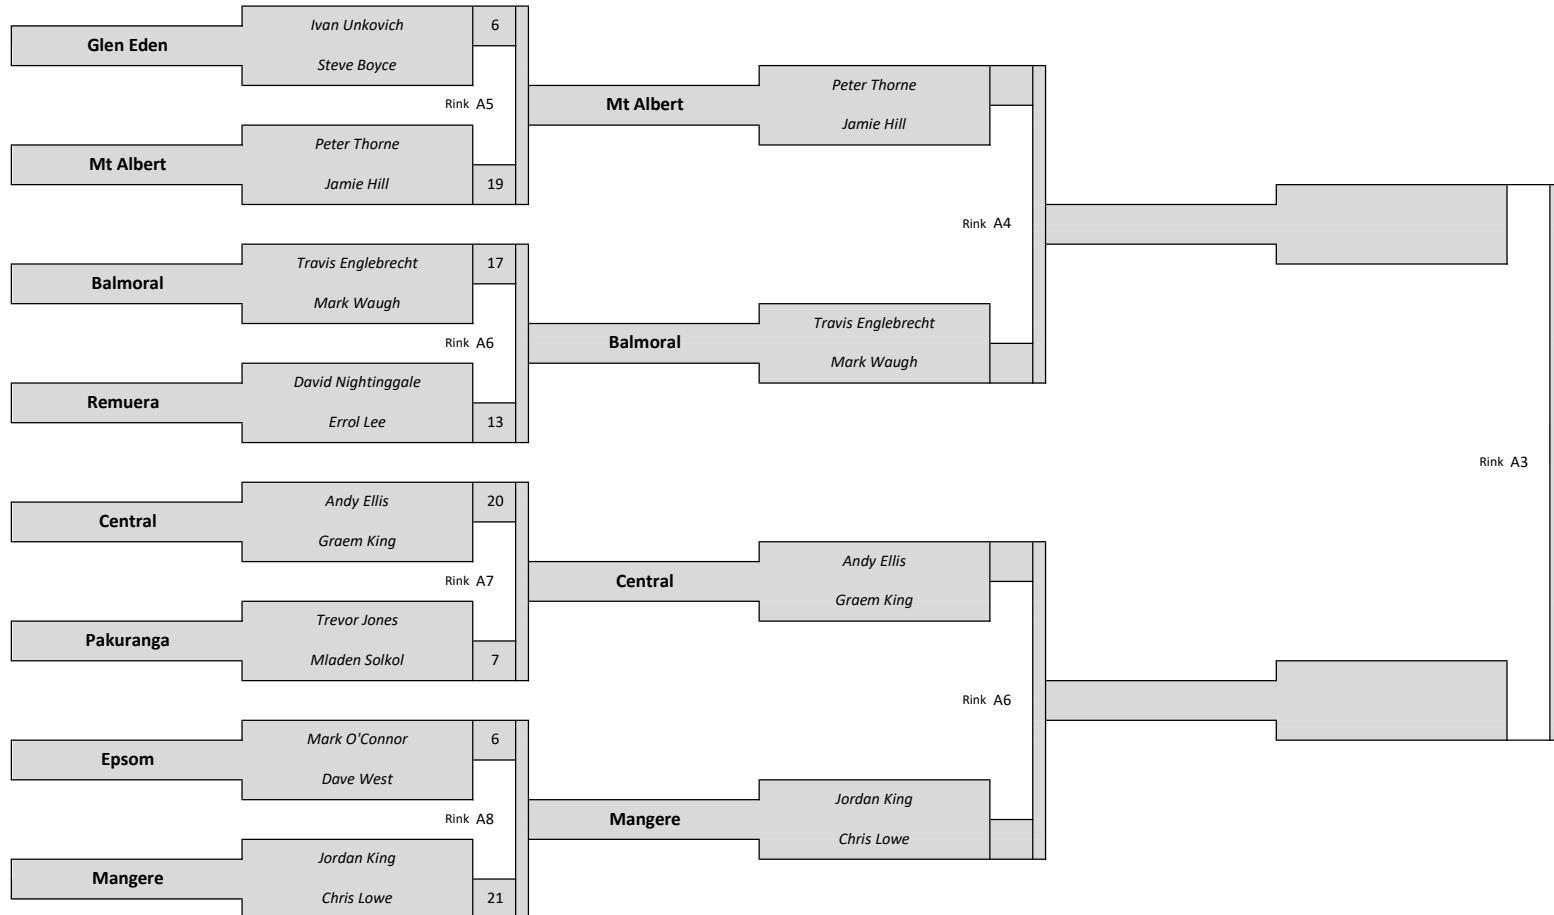 Glen Eden
Ivan Unkovich
6
Steve Boyce
Rink A5
Mt Albert
Peter Thorne
Jamie Hill
19
Mt Albert
Peter Thorne
Jamie Hill
Rink A4
Balmoral
Travis Englebrecht
17
Mark Waugh
Rink A6
Remuera
David Nightinggale
Errol Lee
13
Balmoral
Travis Englebrecht
Mark Waugh
Rink A3
Central
Andy Ellis
20
Graem King
Rink A7
Pakuranga
Trevor Jones
Mladen Solkol
7
Central
Andy Ellis
Graem King
Rink A6
Epsom
Mark O'Connor
6
Dave West
Rink A8
Mangere
Jordan King
Chris Lowe
21
Mangere
Jordan King
Chris Lowe